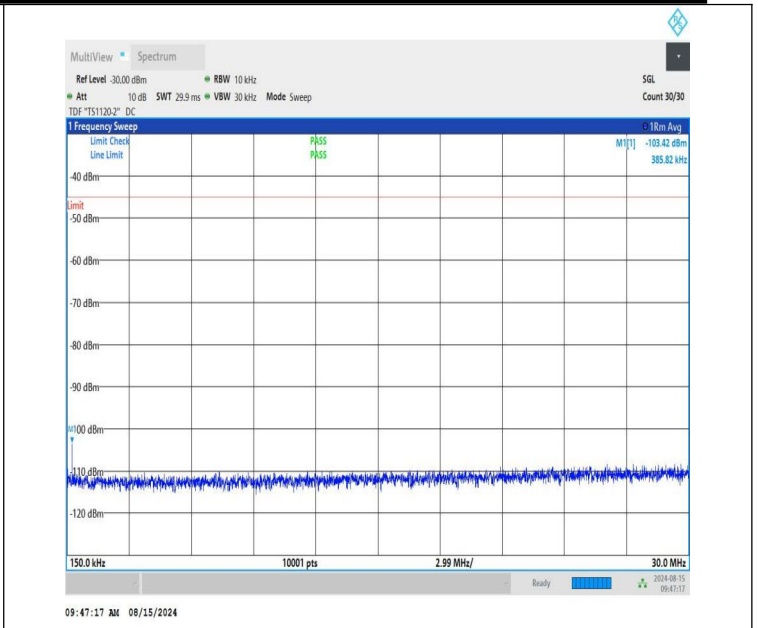 MultiView Spectrum
Ref Level -30.00 dBm RBW 10 kHz SGL
Att 10 dB SWT 29.9 ms VBW 30 kHz Mode Sweep Count 30/30
TDF "TS1120-2" DC
1 Frequency Sweep 1Rm Avg
Limit Check PASS M1[1] -103.42 dBm
Line Limit PASS 385.82 kHz
-40 dBm
Limit
-50 dBm
-60 dBm
-70 dBm
-80 dBm
-90 dBm
M1
-100 dBm
-110 dBm
-120 dBm
150.0 kHz 10001 pts 2.99 MHz/ 30.0 MHz
Ready 2024-08-15
09:47:17
09:47:17 AM 08/15/2024